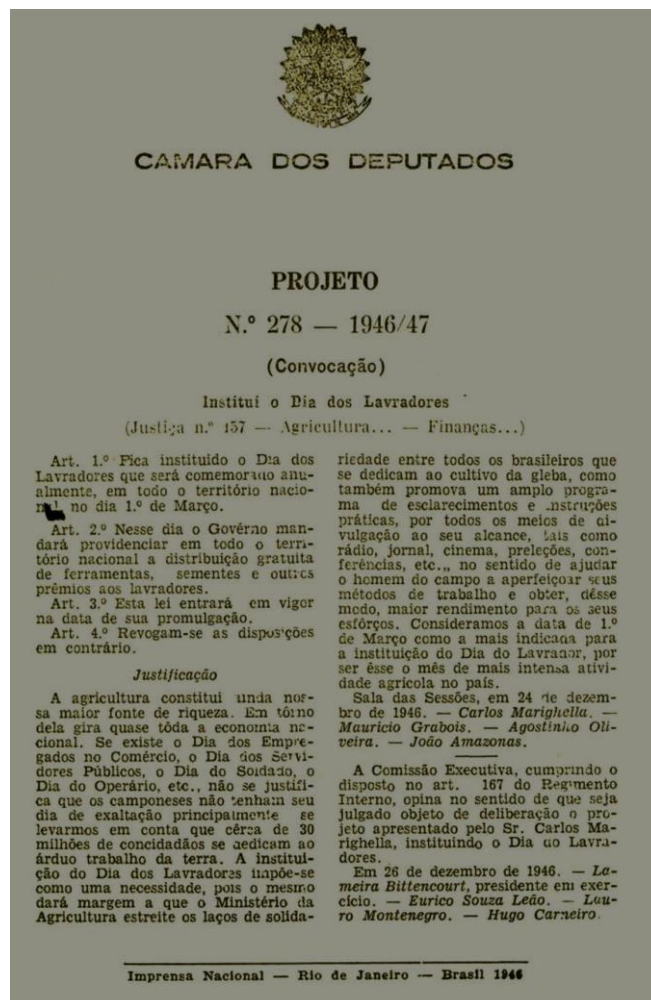 CAMARA DOS DEPUTADOS
PROJETO
N.º 278 — 1946/47
(Convocação)
Institui o Dia dos Lavradores
(Justiça n.º 157 — Agricultura... — Finanças...)
Art. 1.º Fica instituido o Dia dos
Lavradores que será comemorado anu-
almente, em todo o território nacio-
nal, no dia 1.º de Março.
Art. 2.º Nesse dia o Govêrno man-
dará providenciar em todo o terri-
tório nacional a distribuição gratuita
de ferramentas, sementes e outros
prêmios aos lavradores.
Art. 3.º Esta lei entrará em vigor
na data de sua promulgação.
Art. 4.º Revogam-se as disposições
em contrário.
Justificação
A agricultura constitui unda nos-
sa maior fonte de riqueza. Em tôrno
dela gira quase tôda a economia na-
cional. Se existe o Dia dos Empre-
gados no Comércio, o Dia dos Servi-
dores Públicos, o Dia do Soldado, o
Dia do Operário, etc., não se justifi-
ca que os camponeses não tenham seu
dia de exaltação principalmente se
levarmos em conta que cêrca de 30
milhões de concidadãos se dedicam ao
árduo trabalho da terra. A institui-
ção do Dia dos Lavradores impõe-se
como uma necessidade, pois o mesmo
dará margem a que o Ministério da
Agricultura estreite os laços de solida-
riedade entre todos os brasileiros que
se dedicam ao cultivo da gleba, como
também promova um amplo progra-
ma de esclarecimentos e instruções
práticas, por todos os meios de di-
vulgação ao seu alcance, tais como
rádio, jornal, cinema, preleções, con-
ferências, etc.,, no sentido de ajudar
o homem do campo a aperfeiçoar seus
métodos de trabalho e obter, dêsse
modo, maior rendimento para os seus
esfôrços. Consideramos a data de 1.º
de Março como a mais indicada para
a instituição do Dia do Lavrador, por
ser êsse o mês de mais intensa ativi-
dade agrícola no país.
Sala das Sessões, em 24 de dezem-
bro de 1946. — Carlos Marighella. —
Mauricio Grabois. — Agostinho Oli-
veira. — João Amazonas.
A Comissão Executiva, cumprindo o
disposto no art. 167 do Regimento
Interno, opina no sentido de que seja
julgado objeto de deliberação o pro-
jeto apresentado pelo Sr. Carlos Ma-
righella, instituindo o Dia do Lavra-
dores.
Em 26 de dezembro de 1946. — La-
meira Bittencourt, presidente em exer-
cício. — Eurico Souza Leão. — Lau-
ro Montenegro. — Hugo Carneiro.
Imprensa Nacional — Rio de Janeiro — Brasil 1946